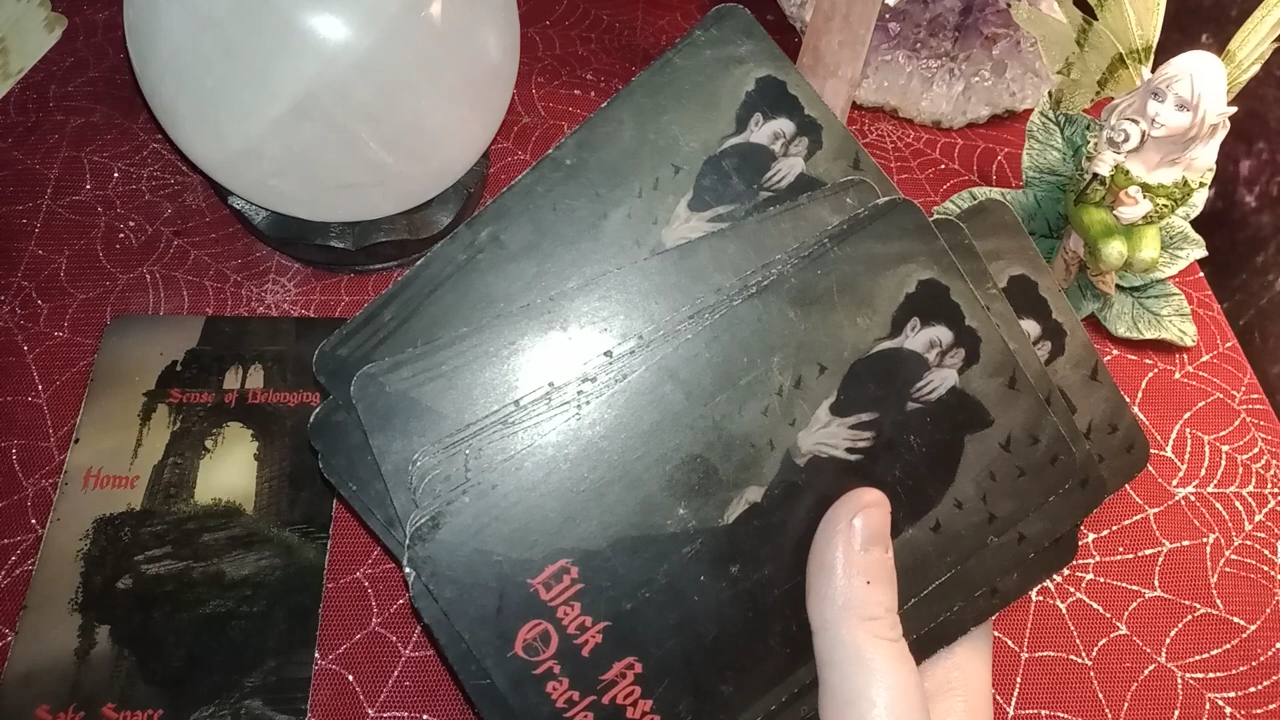 Sense of Belonging
Home
Safe Space
Black Rose
Oracle